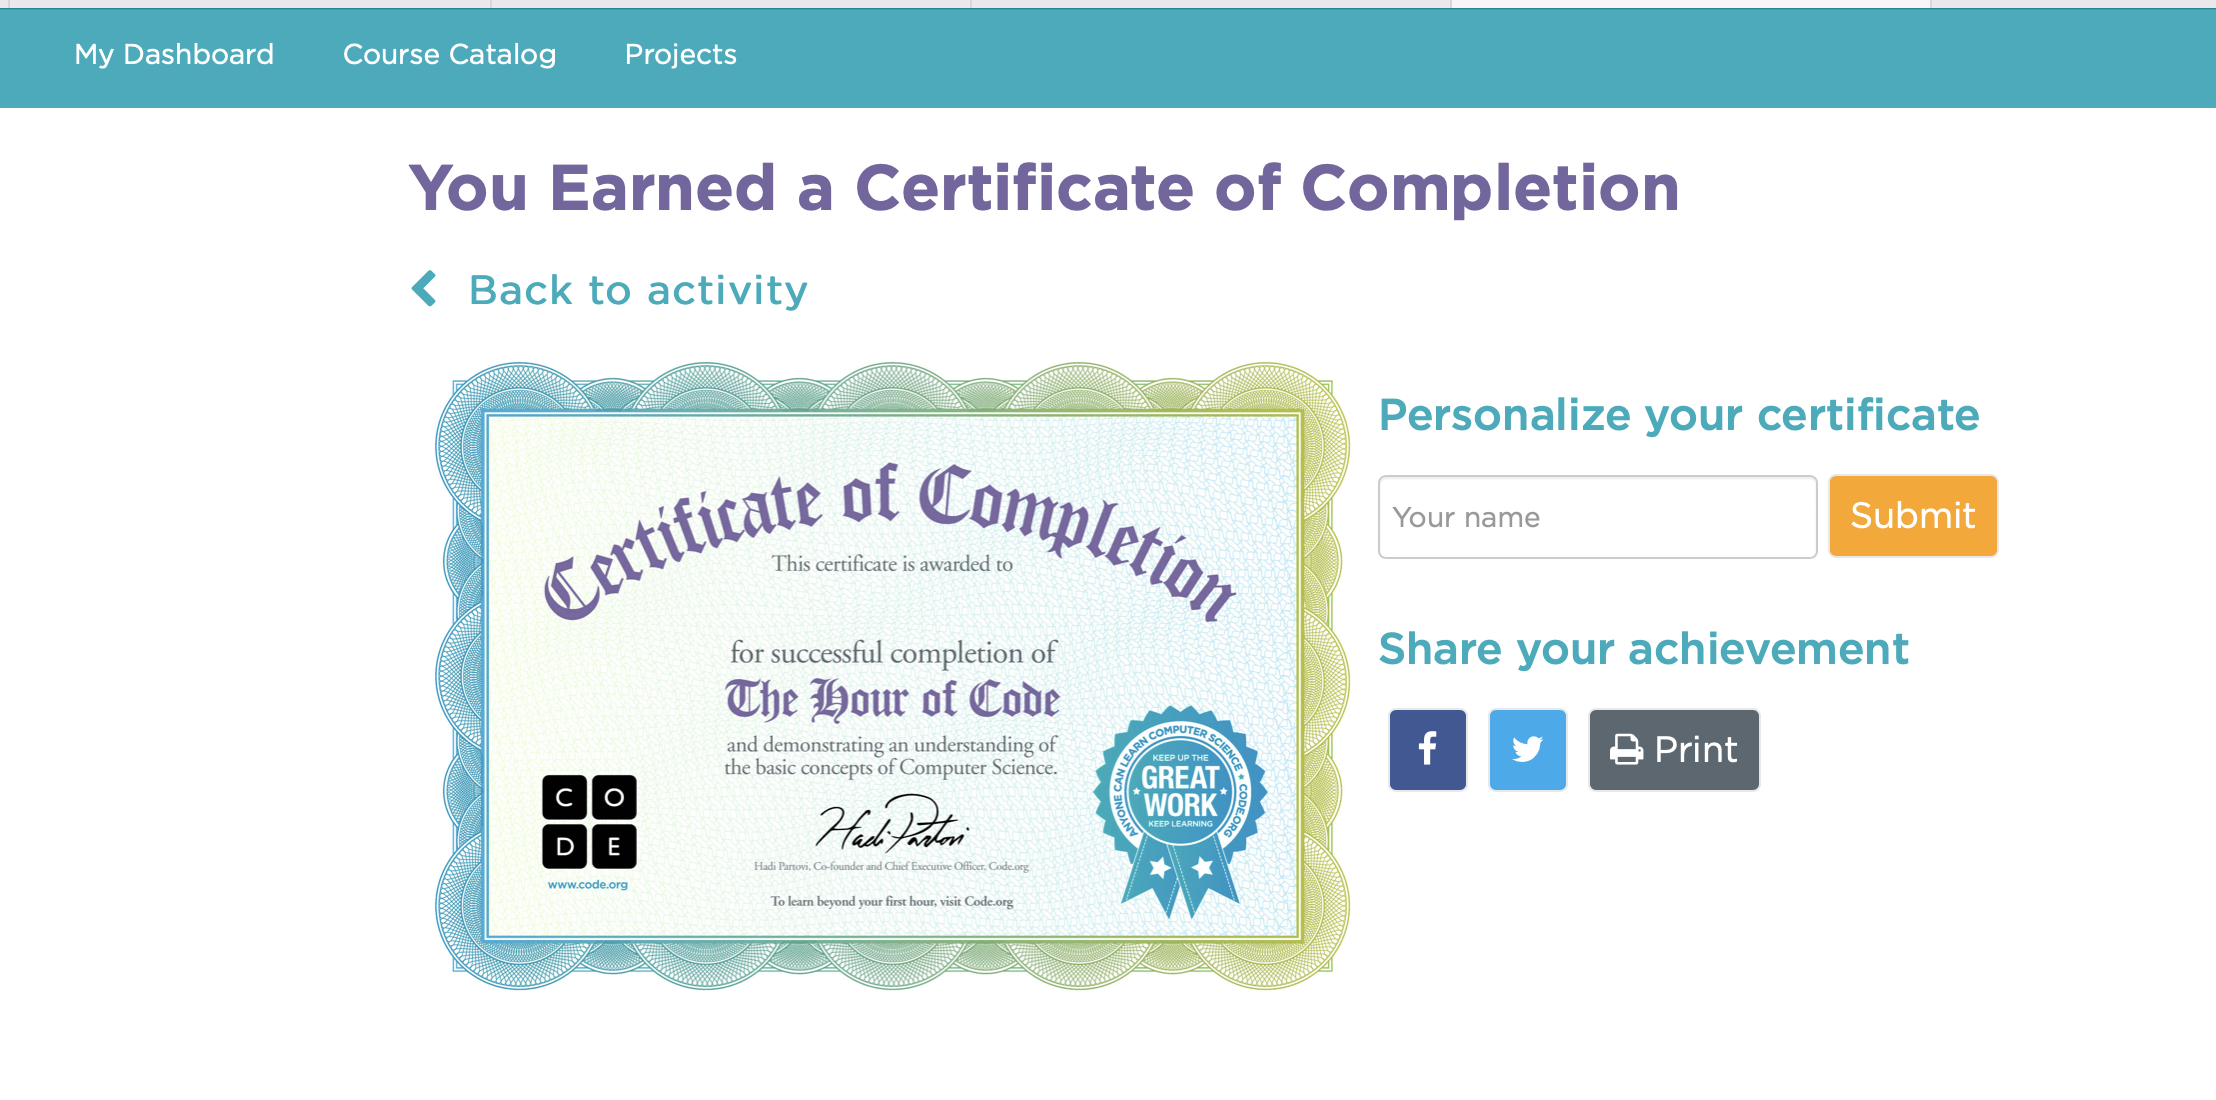 My Dashboard Course Catalog Projects
You Earned a Certificate of Completion
Back to activity
Certificate of Completion
This certificate is awarded to
for successful completion of
The Hour of Code
and demonstrating an understanding of
the basic concepts of Computer Science.
C O
D E
www.code.org
Hadi Partovi
Hadi Partovi, Co-founder and Chief Executive Officer, Code.org
To learn beyond your first hour, visit Code.org
ANYONE CAN LEARN COMPUTER SCIENCE ★ CODE.ORG
KEEP UP THE
GREAT
WORK
KEEP LEARNING
Personalize your certificate
Your name Submit
Share your achievement
f Print